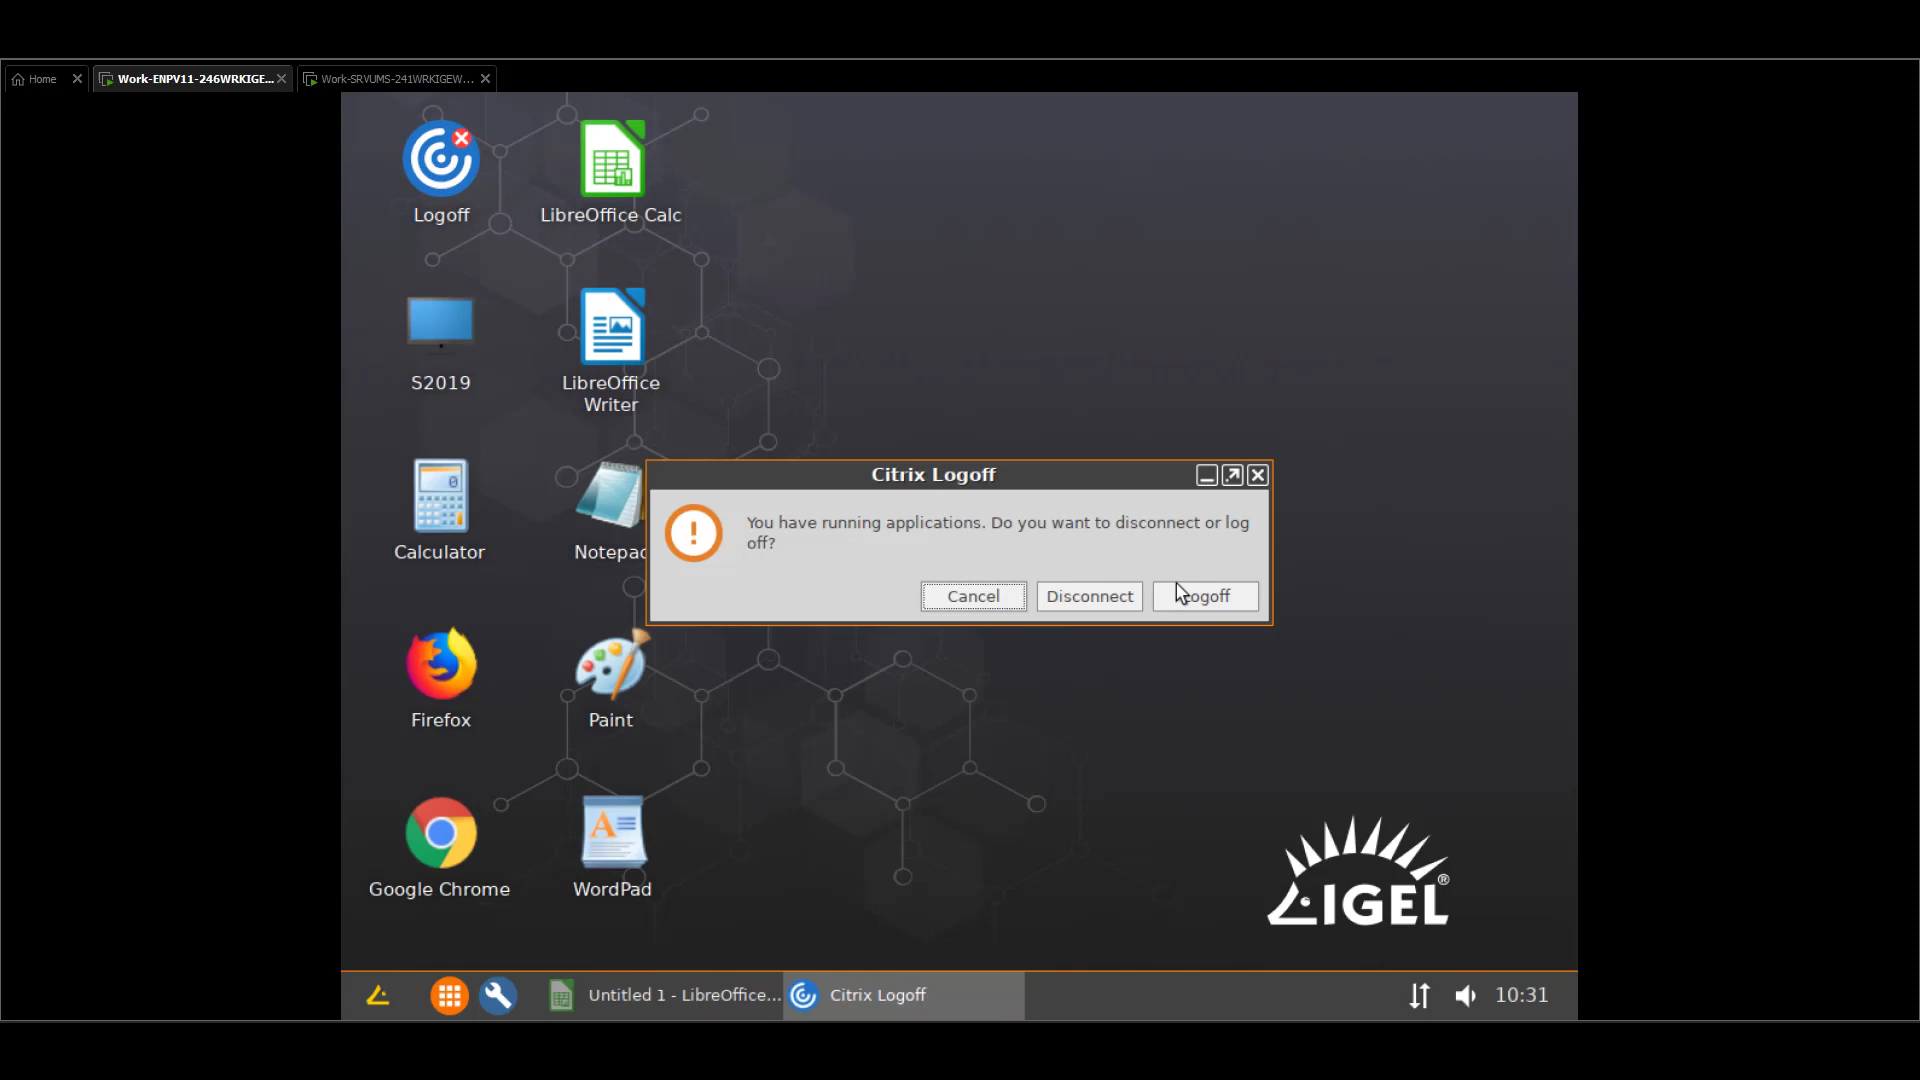 Home
Work-ENPV11-246WRKIGE...
Work-SRVUMS-241WRKIGEW...
Logoff
LibreOffice Calc
S2019
LibreOffice
Writer
Calculator
Notepad
Citrix Logoff
You have running applications. Do you want to disconnect or log
off?
Cancel
Disconnect
Logoff
Firefox
Paint
Google Chrome
WordPad
IGEL®
Untitled 1 - LibreOffice...
Citrix Logoff
10:31